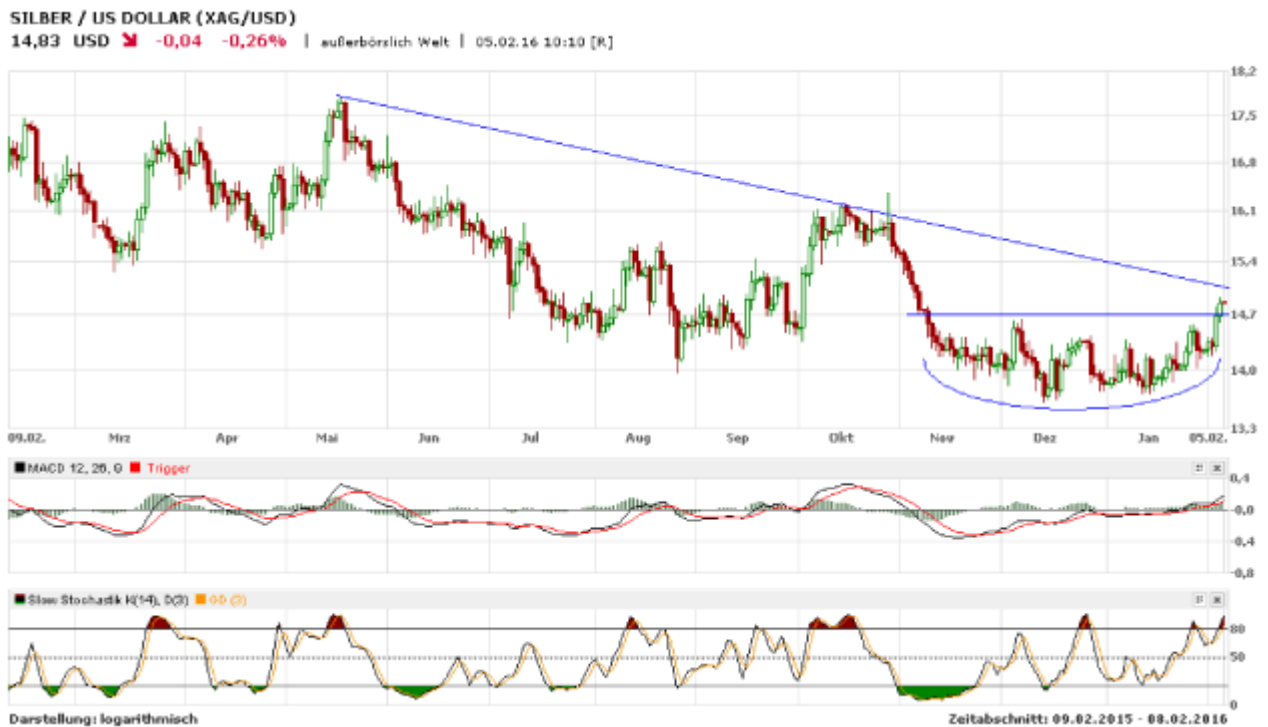 SILBER / US DOLLAR (XAG/USD)
14,83 USD -0,04 -0,26% | außerbörslich Welt | 05.02.16 10:10 [R]
18,2
17,5
16,8
16,1
15,4
14,7
14,0
13,3
09.02. Mrz Apr Mai Jun Jul Aug Sep Okt Nov Dez Jan 05.02.
MACD 12, 26, 9 Trigger
0,4
-0,0
-0,4
-0,8
Slow Stochastik K(14), D(3) GD (3)
80
50
0
Darstellung: logarithmisch Zeitabschnitt: 09.02.2015 - 08.02.2016